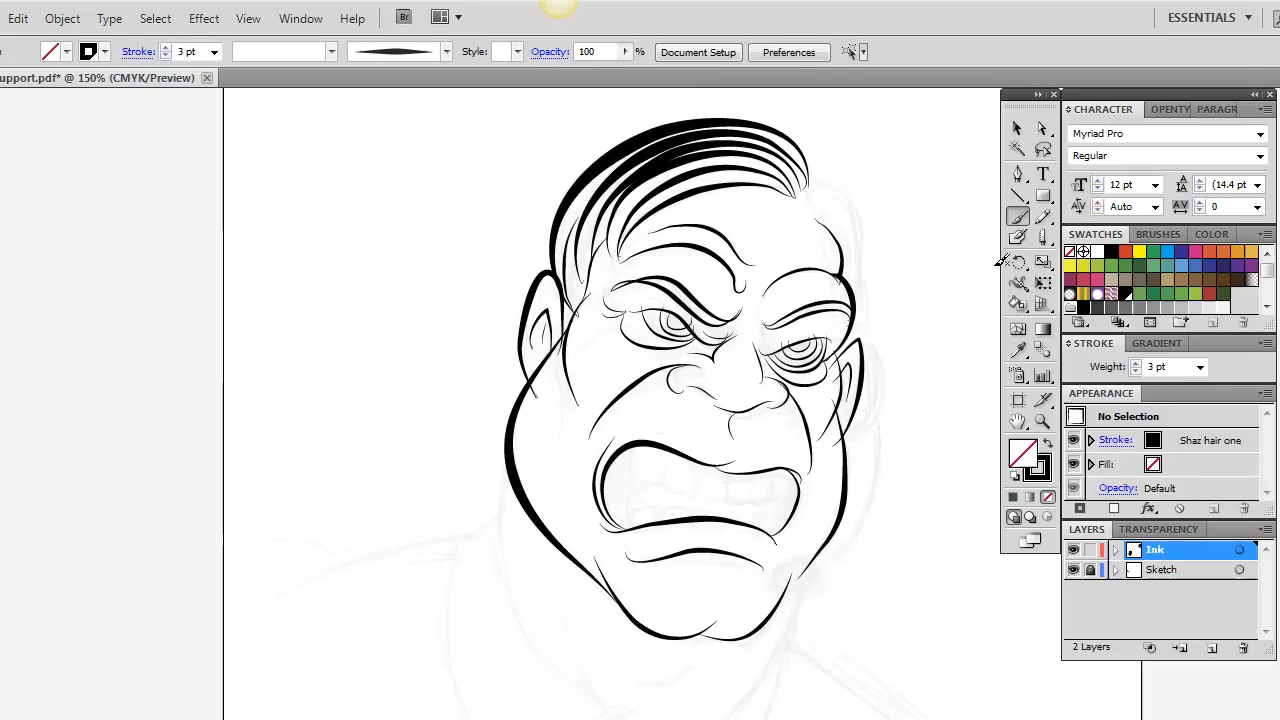 Edit Object Type Select Effect View Window Help Br ESSENTIALS
Stroke: 3 pt Style: Opacity: 100 % Document Setup Preferences
upport.pdf* @ 150% (CMYK/Preview)
CHARACTER OPENTY PARAGR
Myriad Pro
Regular
12 pt (14.4 pt
Auto 0
SWATCHES BRUSHES COLOR
STROKE GRADIENT
Weight: 3 pt
APPEARANCE
No Selection
Stroke: Shaz hair one
Fill:
Opacity: Default
fx
LAYERS TRANSPARENCY
Ink
Sketch
2 Layers